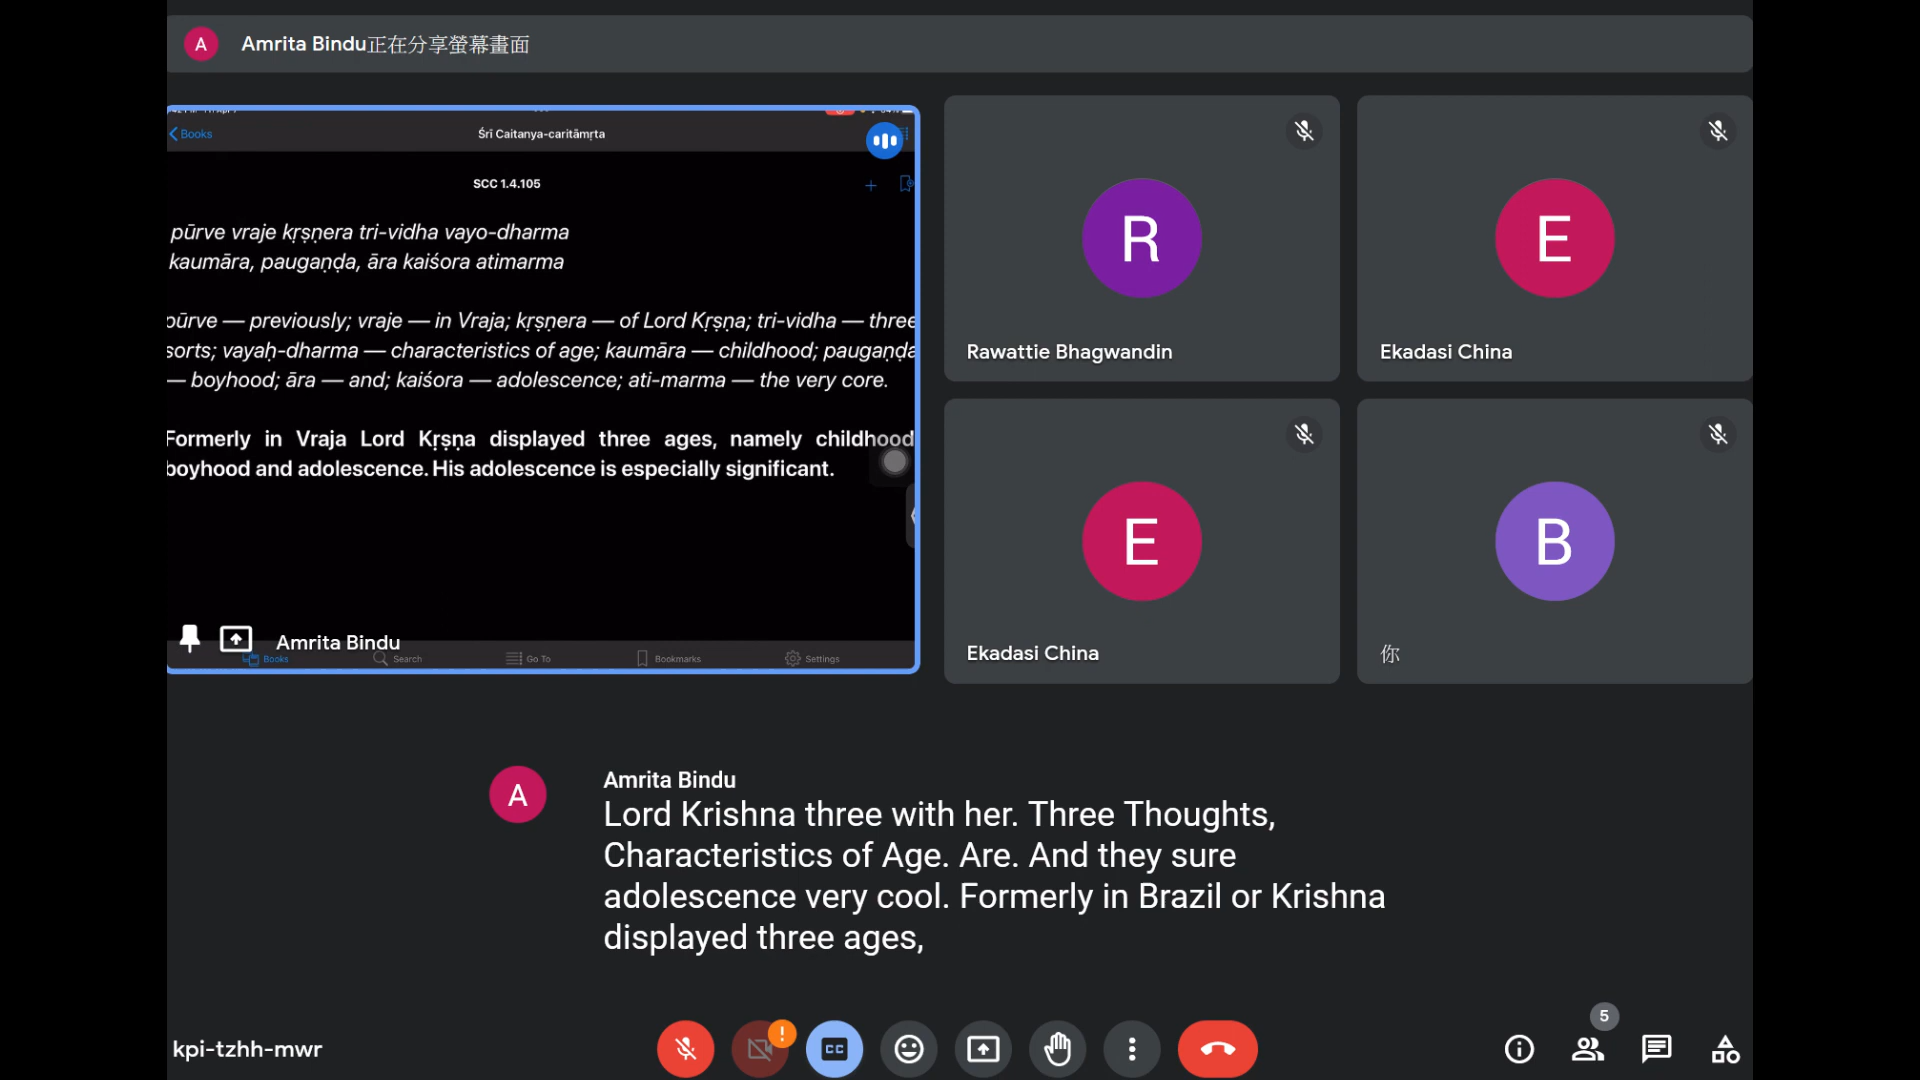 A
Amrita Bindu正在分享螢幕畫面
Books
Śrī Caitanya-caritāmṛta
SCC 1.4.105
pūrve vraje kṛṣṇera tri-vidha vayo-dharma
kaumāra, paugaṇḍa, āra kaiśora atimarma
pūrve — previously; vraje — in Vraja; kṛṣṇera — of Lord Kṛṣṇa; tri-vidha — three
sorts; vayaḥ-dharma — characteristics of age; kaumāra — childhood; paugaṇḍa
— boyhood; āra — and; kaiśora — adolescence; ati-marma — the very core.
Formerly in Vraja Lord Kṛṣṇa displayed three ages, namely childhood
boyhood and adolescence. His adolescence is especially significant.
Amrita Bindu
Books
Search
Go To
Bookmarks
Settings
R
Rawattie Bhagwandin
E
Ekadasi China
E
Ekadasi China
B
你
A
Amrita Bindu
Lord Krishna three with her. Three Thoughts,
Characteristics of Age. Are. And they sure
adolescence very cool. Formerly in Brazil or Krishna
displayed three ages,
kpi-tzhh-mwr
CC
5